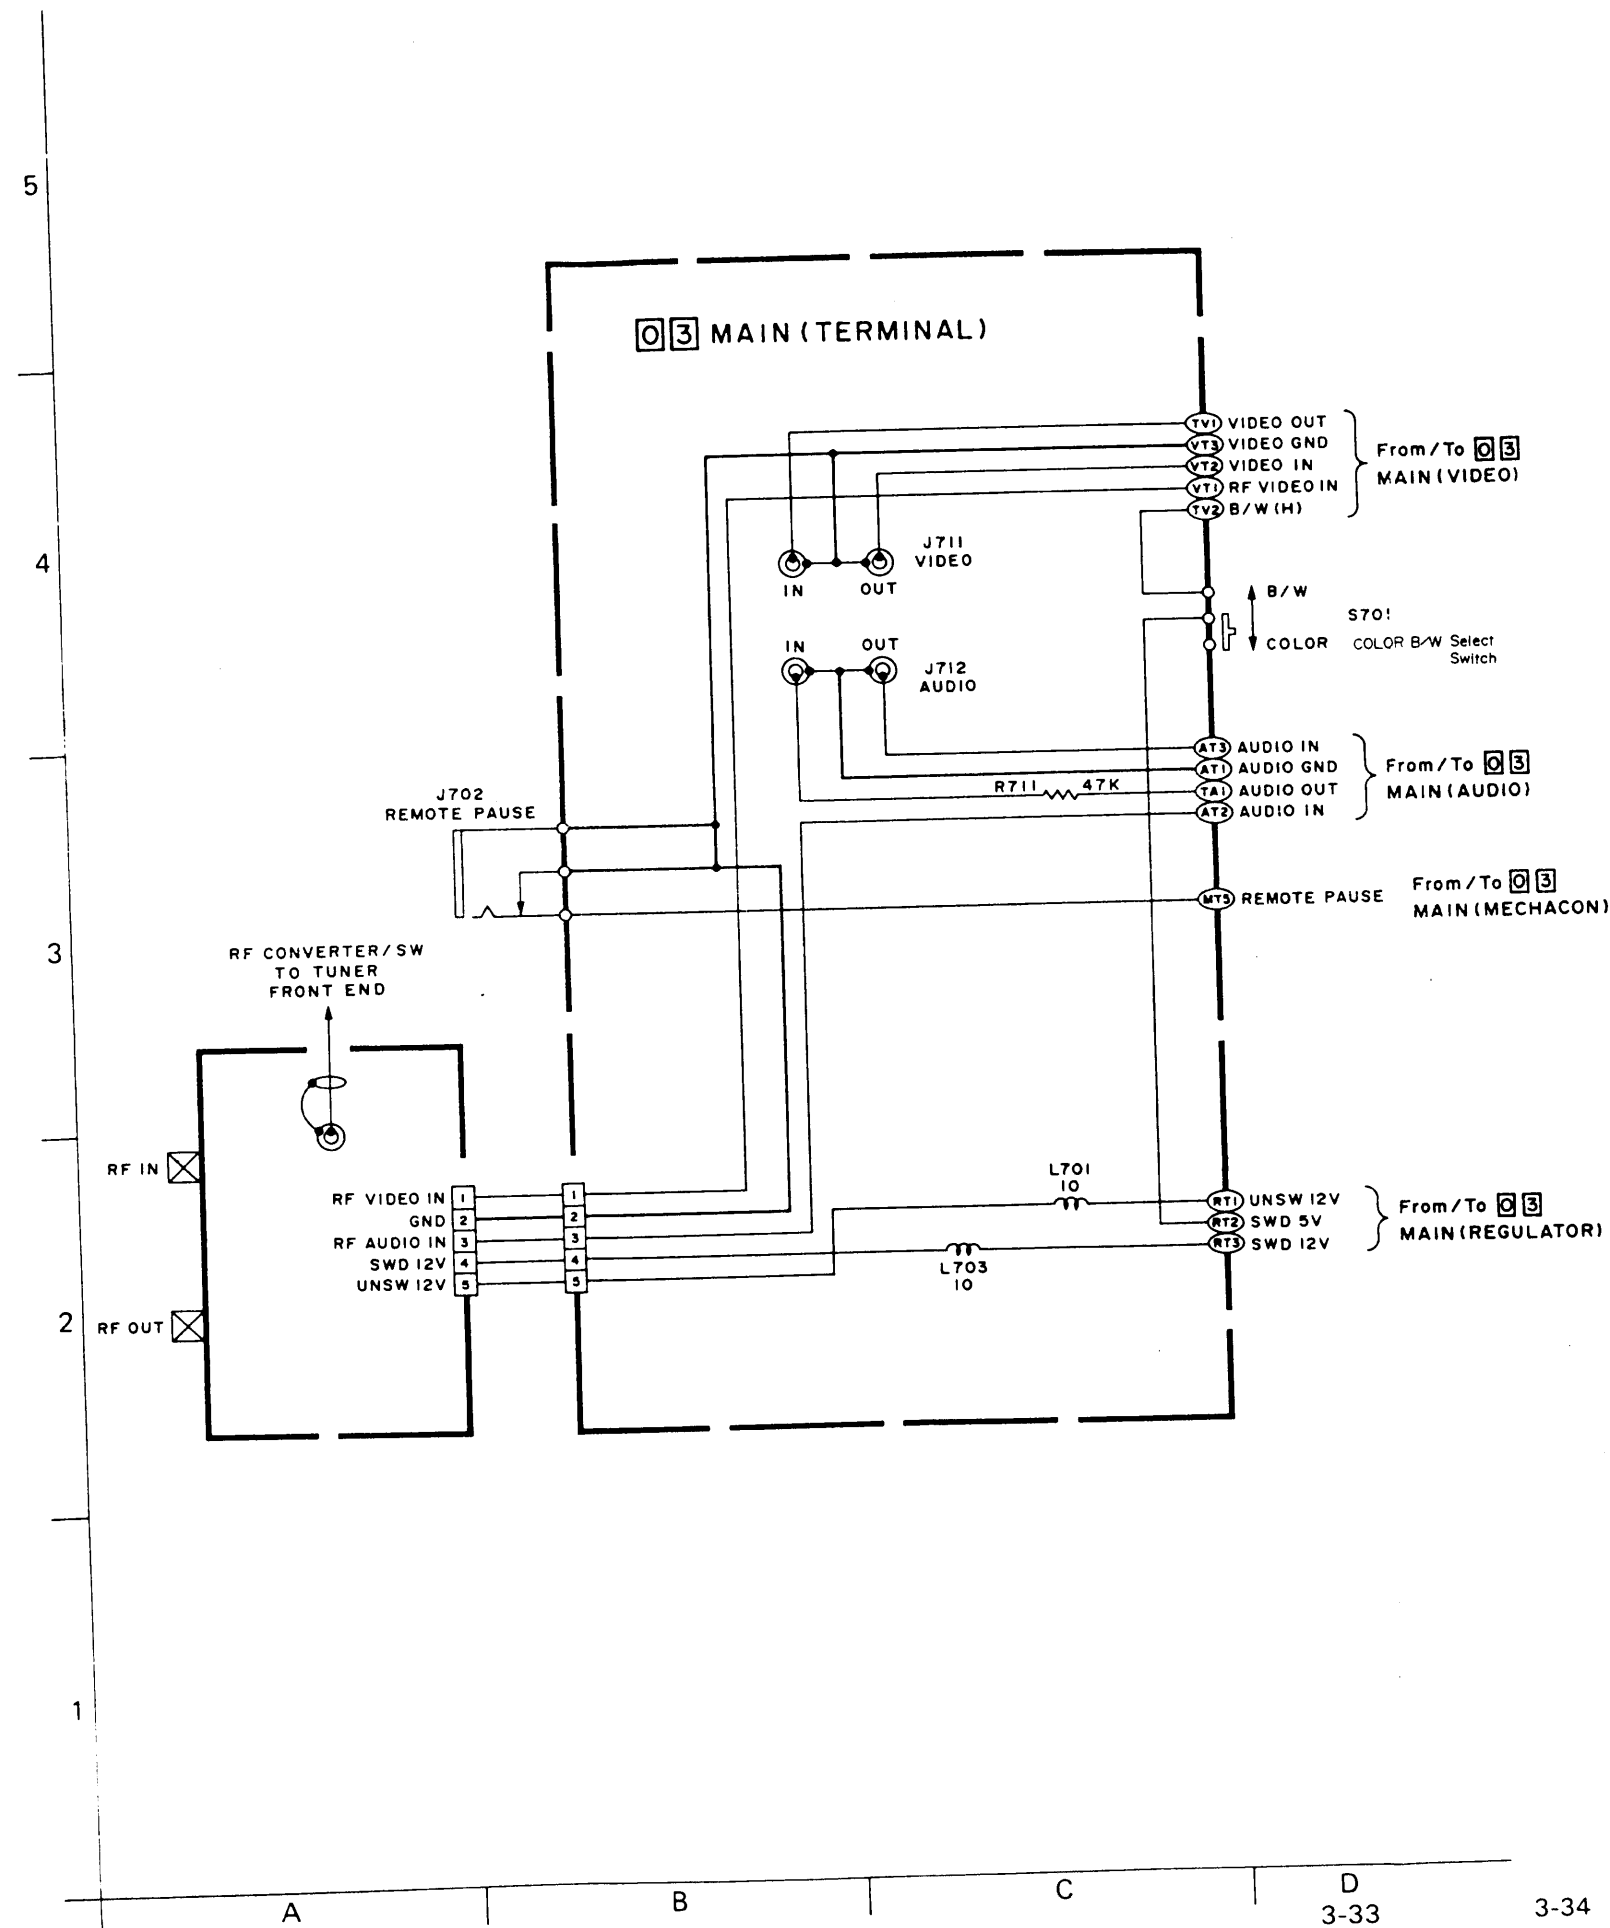 5
03 MAIN (TERMINAL)
TV1 VIDEO OUT
VT3 VIDEO GND
VT2 VIDEO IN
VT1 RF VIDEO IN
TV2 B/W (H)
From/To 03
MAIN (VIDEO)
4
J711
VIDEO
IN
OUT
B/W
S701
COLOR
COLOR B/W Select
Switch
IN
OUT
J712
AUDIO
AT3 AUDIO IN
AT1 AUDIO GND
R711 47K
TA1 AUDIO OUT
AT2 AUDIO IN
From/To 03
MAIN (AUDIO)
J702
REMOTE PAUSE
MT5 REMOTE PAUSE
From/To 03
MAIN (MECHACON)
3
RF CONVERTER/SW
TO TUNER
FRONT END
RF IN
RF VIDEO IN 1 1
GND 2 2
RF AUDIO IN 3 3
SWD 12V 4 4
UNSW 12V 5 5
L701
10
L703
10
RT1 UNSW 12V
RT2 SWD 5V
RT3 SWD 12V
From/To 03
MAIN (REGULATOR)
2
RF OUT
1
A
B
C
D
3-33
3-34